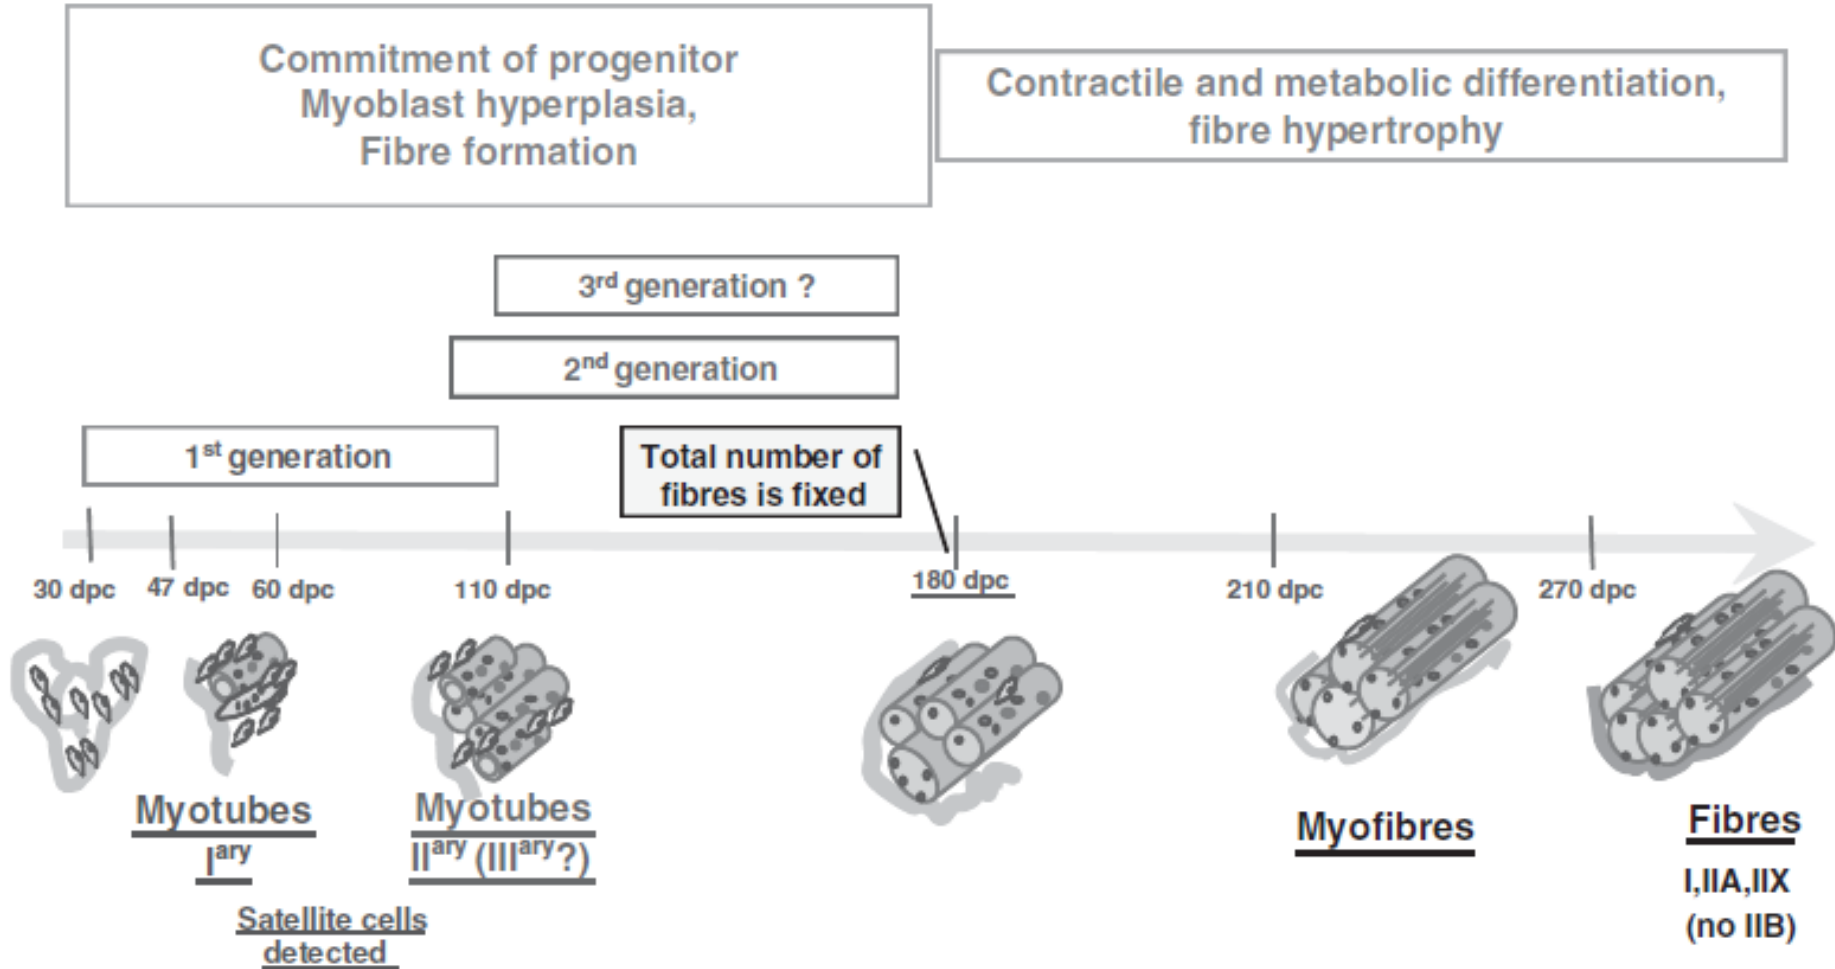 Commitment of progenitor
Myoblast hyperplasia,
Fibre formation
Contractile and metabolic differentiation,
fibre hypertrophy
3rd generation ?
2nd generation
1st generation
Total number of
fibres is fixed
30 dpc
47 dpc
60 dpc
110 dpc
180 dpc
210 dpc
270 dpc
Myotubes
Iary
Myotubes
IIary (IIIary?)
Satellite cells
detected
Myofibres
Fibres
I,IIA,IIX
(no IIB)